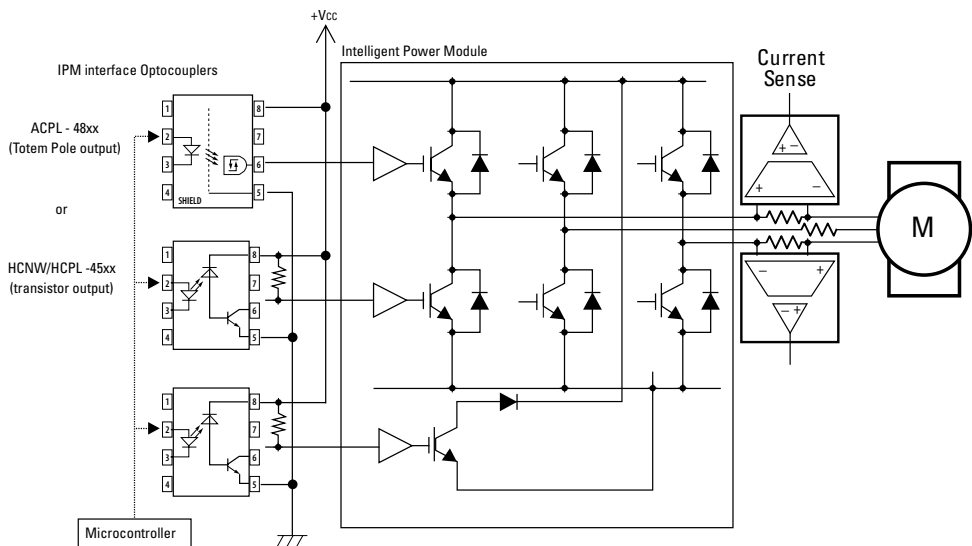 +Vcc
Intelligent Power Module
IPM interface Optocouplers
Current
Sense
ACPL - 48xx
(Totem Pole output)
1
2
3
4
8
7
6
5
SHIELD
+ −
+ −
or
M
HCNW/HCPL -45xx
(transistor output)
1
2
3
4
8
7
6
5
− +
− +
1
2
3
4
8
7
6
5
Microcontroller